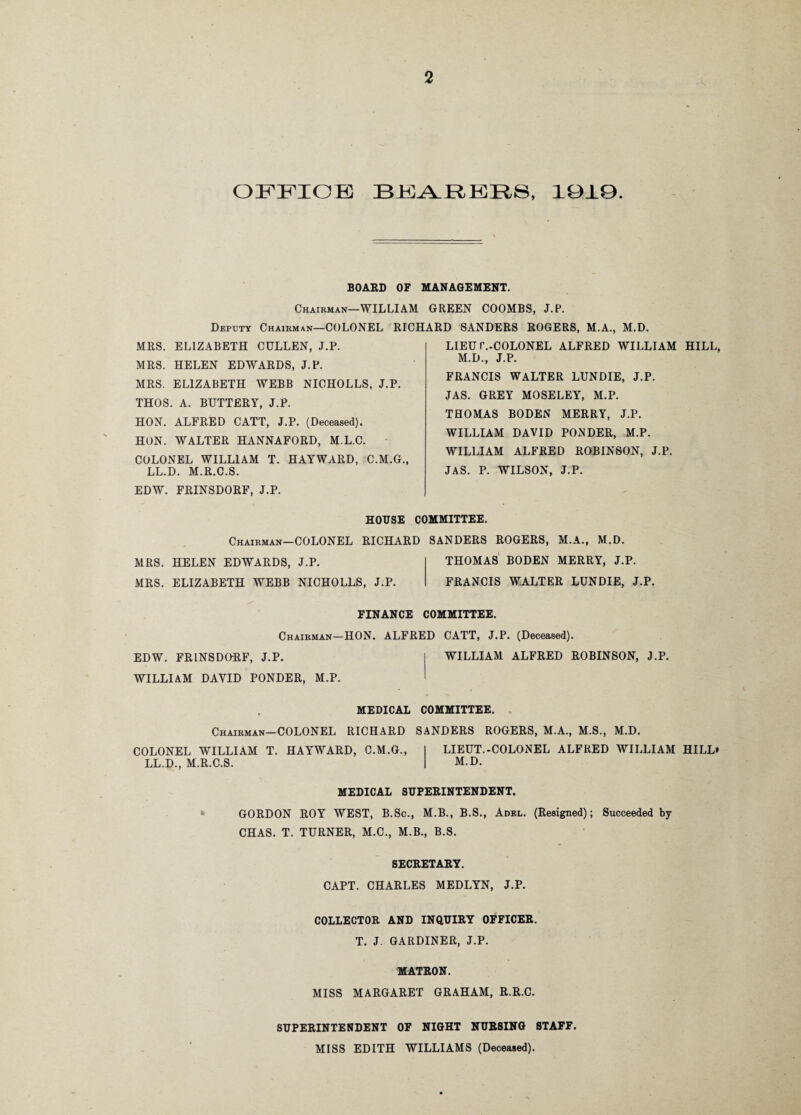 2
OFFICE BEARERS, 1919.
BOARD OF MANAGEMENT.
Chairman—WILLIAM GREEN COOMBS, J.P.
Deputy Chairman—COLONEL RICHARD SANDERS ROGERS, M.A., M.D.
MRS. ELIZABETH CULLEN, J.P.
MRS. HELEN EDWARDS, J.P.
MRS. ELIZABETH WEBB NICHOLLS, J.P.
THOS. A. BUTTERY, J.P.
HON. ALFRED CATT, J.P. (Deceased).
HON. WALTER HANNAFORD, M.L.C.
COLONEL WILLIAM T. HAYWARD, C.M.G.,
LL.D. M.R.C.S.
EDW. FRINSDORF, J.P.
LIEUT.-COLONEL ALFRED WILLIAM HILL,
M.D., J.P.
FRANCIS WALTER LUNDIE, J.P.
JAS. GREY MOSELEY, M.P.
THOMAS BODEN MERRY, J.P.
WILLIAM DAVID PONDER, M.P.
WILLIAM ALFRED ROBINSON, J.P.
JAS. P. WILSON, J.P.
HOUSE COMMITTEE.
Chairman—COLONEL RICHARD SANDERS ROGERS, M.A., M.D.
MRS. HELEN EDWARDS, J.P.
MRS. ELIZABETH WEBB NICHOLLS, J.P.
THOMAS BODEN MERRY, J.P.
FRANCIS WALTER LUNDIE, J.P.
FINANCE COMMITTEE.
Chairman—HON. ALFRED CATT, J.P. (Deceased).
EDW. FRINSDORF, J.P.
WILLIAM DAVID PONDER, M.P.
WILLIAM ALFRED ROBINSON, J.P.
MEDICAL COMMITTEE.
Chairman—COLONEL RICHARD SANDERS ROGERS, M.A., M.S., M.D.
COLONEL WILLIAM T. HAYWARD, C.M.G.,
LL.D., M.R.C.S.
LIEUT.-COLONEL ALFRED WILLIAM HILL,
M.D.
MEDICAL SUPERINTENDENT.
GORDON ROY WEST, B.Sc., M.B., B.S., Adel. (Resigned); Succeeded by
CHAS. T. TURNER, M.C., M.B., B.S.
SECRETARY.
CAPT. CHARLES MEDLYN, J.P.
COLLECTOR AND INQUIRY OFFICER.
T. J. GARDINER, J.P.
MATRON.
MISS MARGARET GRAHAM, R.R.C.
SUPERINTENDENT OF NIGHT NURSING STAFF.
MISS EDITH WILLIAMS (Deceased).